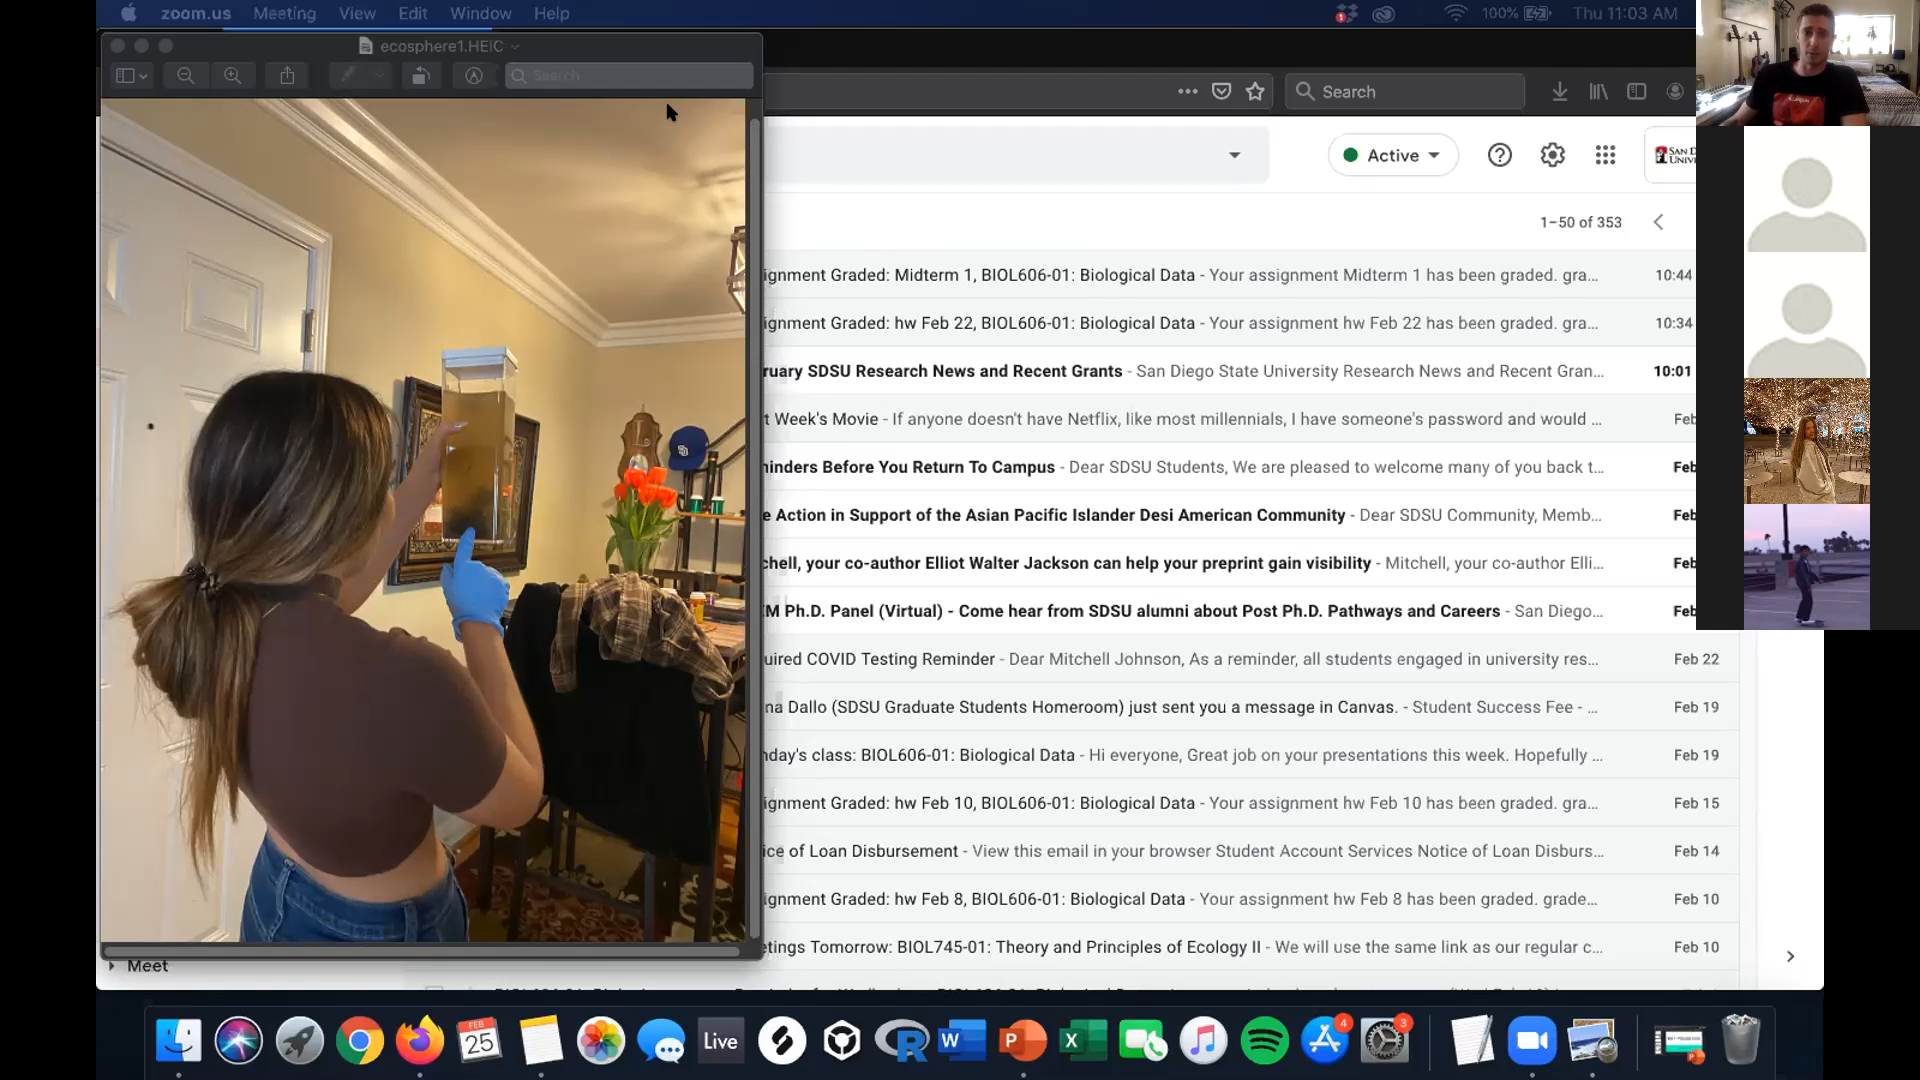 zoom.us Meeting View Edit Window Help
1 100% Thu 11:03 AM
ecosphere1.HEIC
Search
Search
Active
SAN D
UNIV
1–50 of 353
ignment Graded: Midterm 1, BIOL606-01: Biological Data - Your assignment Midterm 1 has been graded. gra... 10:44
ignment Graded: hw Feb 22, BIOL606-01: Biological Data - Your assignment hw Feb 22 has been graded. gra... 10:34
ruary SDSU Research News and Recent Grants - San Diego State University Research News and Recent Gran... 10:01
t Week's Movie - If anyone doesn't have Netflix, like most millennials, I have someone's password and would ... Feb
ninders Before You Return To Campus - Dear SDSU Students, We are pleased to welcome many of you back t... Feb
e Action in Support of the Asian Pacific Islander Desi American Community - Dear SDSU Community, Memb... Feb
chell, your co-author Elliot Walter Jackson can help your preprint gain visibility - Mitchell, your co-author Elli... Feb
M Ph.D. Panel (Virtual) - Come hear from SDSU alumni about Post Ph.D. Pathways and Careers - San Diego... Feb
uired COVID Testing Reminder - Dear Mitchell Johnson, As a reminder, all students engaged in university res... Feb 22
na Dallo (SDSU Graduate Students Homeroom) just sent you a message in Canvas. - Student Success Fee - ... Feb 19
nday's class: BIOL606-01: Biological Data - Hi everyone, Great job on your presentations this week. Hopefully ... Feb 19
ignment Graded: hw Feb 10, BIOL606-01: Biological Data - Your assignment hw Feb 10 has been graded. gra... Feb 15
ice of Loan Disbursement - View this email in your browser Student Account Services Notice of Loan Disburs... Feb 14
ignment Graded: hw Feb 8, BIOL606-01: Biological Data - Your assignment hw Feb 8 has been graded. grade... Feb 10
etings Tomorrow: BIOL745-01: Theory and Principles of Ecology II - We will use the same link as our regular c... Feb 10
Meet
FEB
25
Live
R
W
P
X
4
3